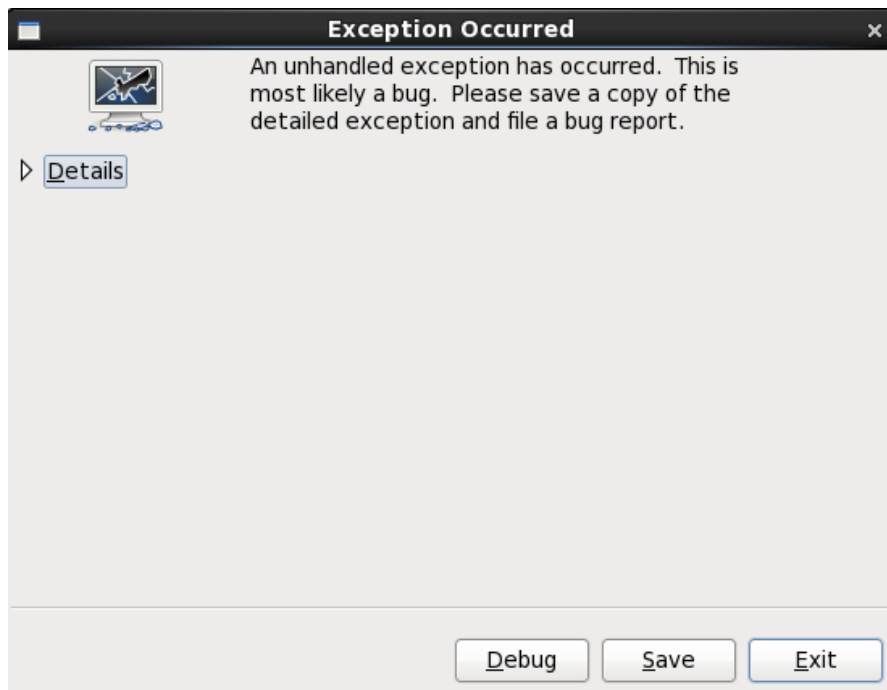 Exception Occurred
An unhandled exception has occurred.  This is
most likely a bug.  Please save a copy of the
detailed exception and file a bug report.
Details
Debug Save Exit